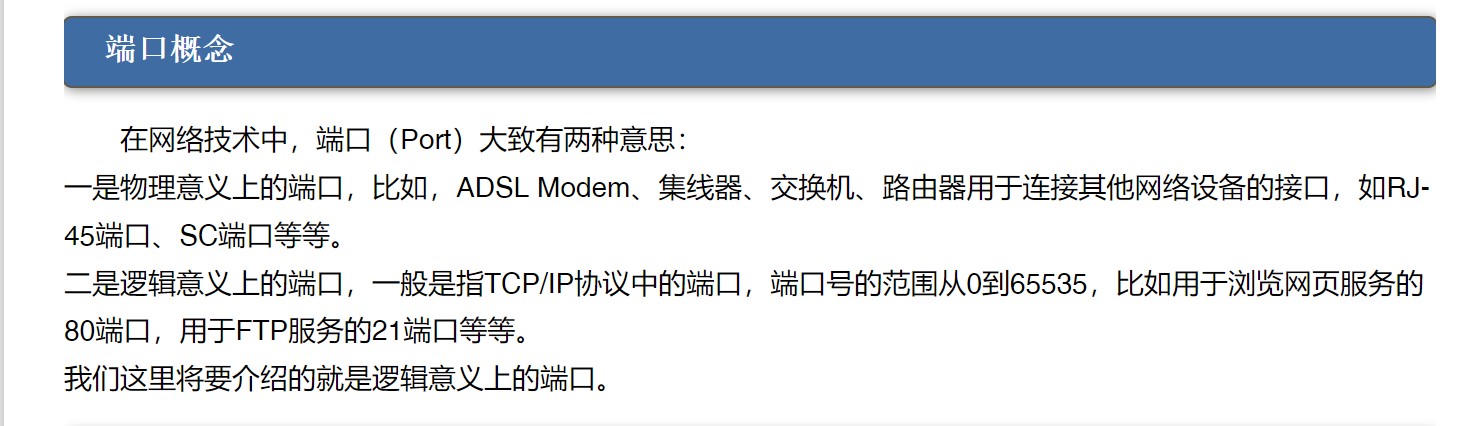 端口概念
在网络技术中，端口（Port）大致有两种意思：
一是物理意义上的端口，比如，ADSL Modem、集线器、交换机、路由器用于连接其他网络设备的接口，如RJ-
45端口、SC端口等等。
二是逻辑意义上的端口，一般是指TCP/IP协议中的端口，端口号的范围从0到65535，比如用于浏览网页服务的
80端口，用于FTP服务的21端口等等。
我们这里将要介绍的就是逻辑意义上的端口。